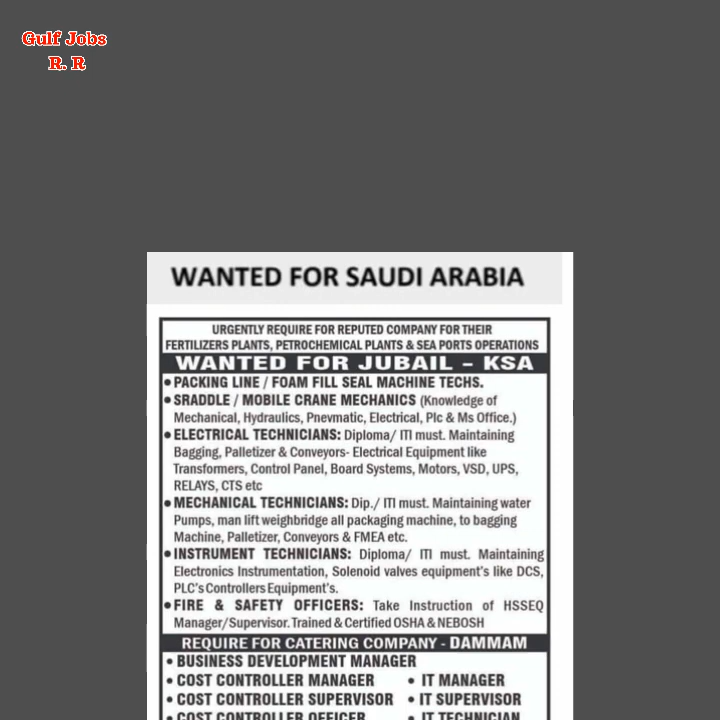 Gulf Jobs
R. R
WANTED FOR SAUDI ARABIA
URGENTLY REQUIRE FOR REPUTED COMPANY FOR THEIR
FERTILIZERS PLANTS, PETROCHEMICAL PLANTS & SEA PORTS OPERATIONS
WANTED FOR JUBAIL - KSA
• PACKING LINE / FOAM FILL SEAL MACHINE TECHS.
• SRADDLE / MOBILE CRANE MECHANICS (Knowledge of
Mechanical, Hydraulics, Pnevmatic, Electrical, Plc & Ms Office.)
• ELECTRICAL TECHNICIANS: Diploma/ ITI must. Maintaining
Bagging, Palletizer & Conveyors- Electrical Equipment like
Transformers, Control Panel, Board Systems, Motors, VSD, UPS,
RELAYS, CTS etc
• MECHANICAL TECHNICIANS: Dip./ ITI must. Maintaining water
Pumps, man lift weighbridge all packaging machine, to bagging
Machine, Palletizer, Conveyors & FMEA etc.
• INSTRUMENT TECHNICIANS: Diploma/ ITI must. Maintaining
Electronics Instrumentation, Solenoid valves equipment's like DCS,
PLC's Controllers Equipment's.
• FIRE & SAFETY OFFICERS: Take Instruction of HSSEQ
Manager/Supervisor. Trained & Certified OSHA & NEBOSH
REQUIRE FOR CATERING COMPANY - DAMMAM
• BUSINESS DEVELOPMENT MANAGER
• COST CONTROLLER MANAGER • IT MANAGER
• COST CONTROLLER SUPERVISOR • IT SUPERVISOR
• COST CONTROLLER OFFICER • IT TECHNICIAN